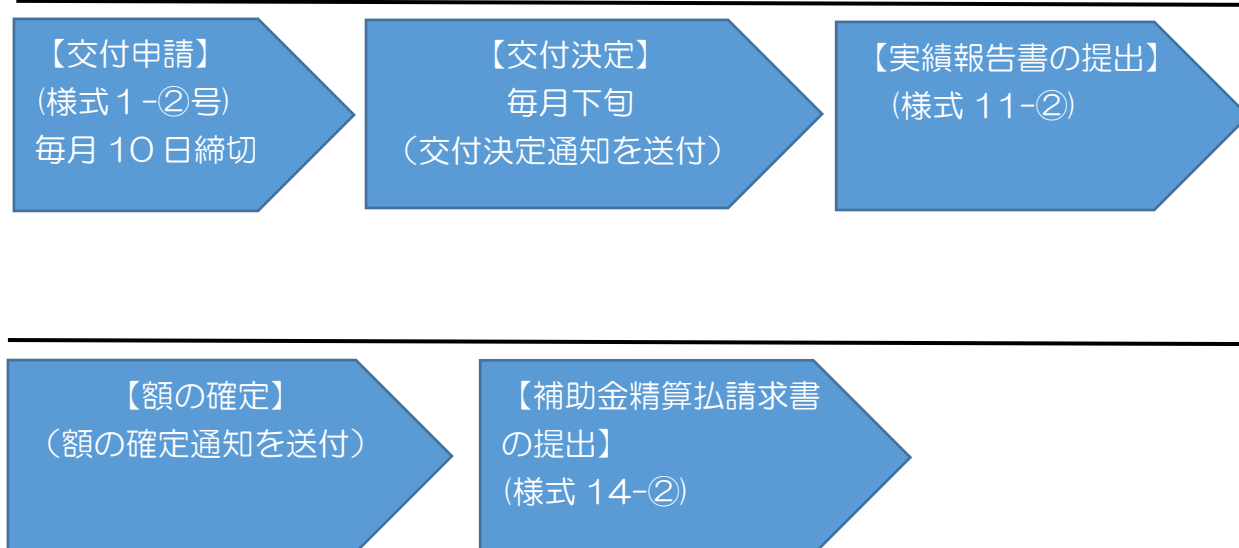 【交付申請】
(様式１-②号)
毎月 10 日締切
【交付決定】
毎月下旬
（交付決定通知を送付）
【実績報告書の提出】
(様式 11-②)
【額の確定】
（額の確定通知を送付）
【補助金精算払請求書
の提出】
(様式 14-②)